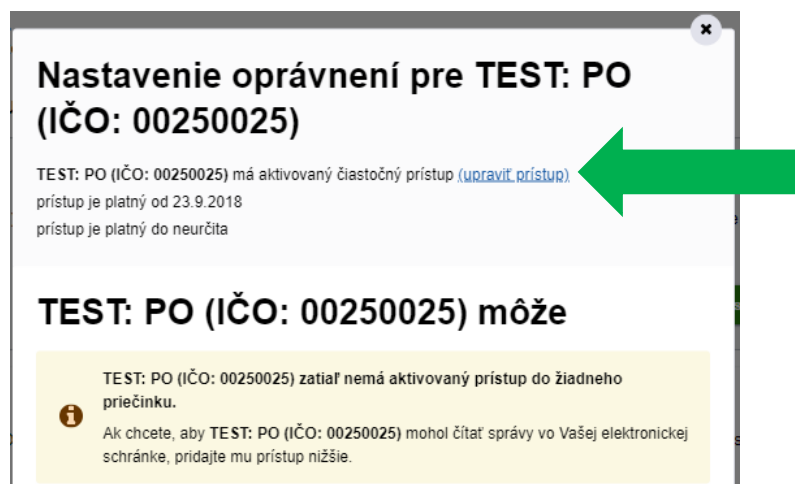 Nastavenie oprávnení pre TEST: PO
(IČO: 00250025)
TEST: PO (IČO: 00250025) má aktivovaný čiastočný prístup (upraviť prístup)
prístup je platný od 23.9.2018
prístup je platný do neurčita
TEST: PO (IČO: 00250025) môže
TEST: PO (IČO: 00250025) zatiaľ nemá aktivovaný prístup do žiadneho
priečinku.
Ak chcete, aby TEST: PO (IČO: 00250025) mohol čítať správy vo Vašej elektronickej
schránke, pridajte mu prístup nižšie.